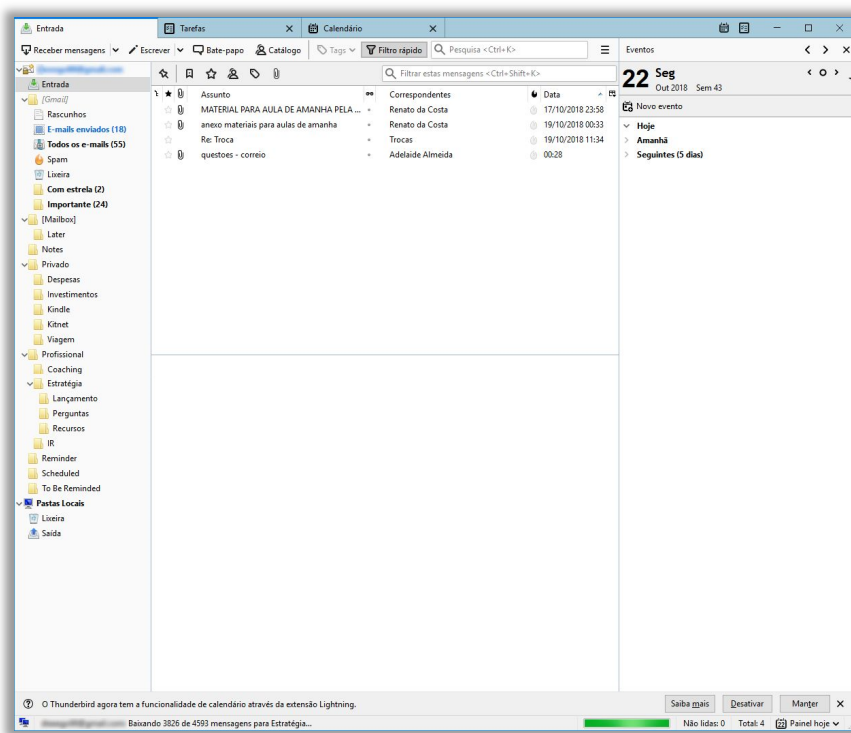 Entrada
Tarefas
Calendário
Receber mensagens
Escrever
Bate-papo
Catálogo
Tags
Filtro rápido
Pesquisa <Ctrl+K>
Eventos
Filtrar estas mensagens <Ctrl+Shift+K>
22 Seg
Out 2018 Sem 43
Novo evento
Hoje
Amanhã
Seguintes (5 dias)
Assunto Correspondentes Data
MATERIAL PARA AULA DE AMANHA PELA ... Renato da Costa 17/10/2018 23:58
anexo materiais para aulas de amanha Renato da Costa 19/10/2018 00:33
Re: Troca Trocas 19/10/2018 11:34
questoes - correio Adelaide Almeida 00:28
Entrada
[Gmail]
Rascunhos
E-mails enviados (18)
Todos os e-mails (55)
Spam
Lixeira
Com estrela (2)
Importante (24)
[Mailbox]
Later
Notes
Privado
Despesas
Investimentos
Kindle
Kitnet
Viagem
Profissional
Coaching
Estratégia
Lançamento
Perguntas
Recursos
IR
Reminder
Scheduled
To Be Reminded
Pastas Locais
Lixeira
Saída
O Thunderbird agora tem a funcionalidade de calendário através da extensão Lightning.
Saiba mais
Desativar
Manter
Baixando 3826 de 4593 mensagens para Estratégia...
Não lidas: 0 Total: 4 22 Painel hoje